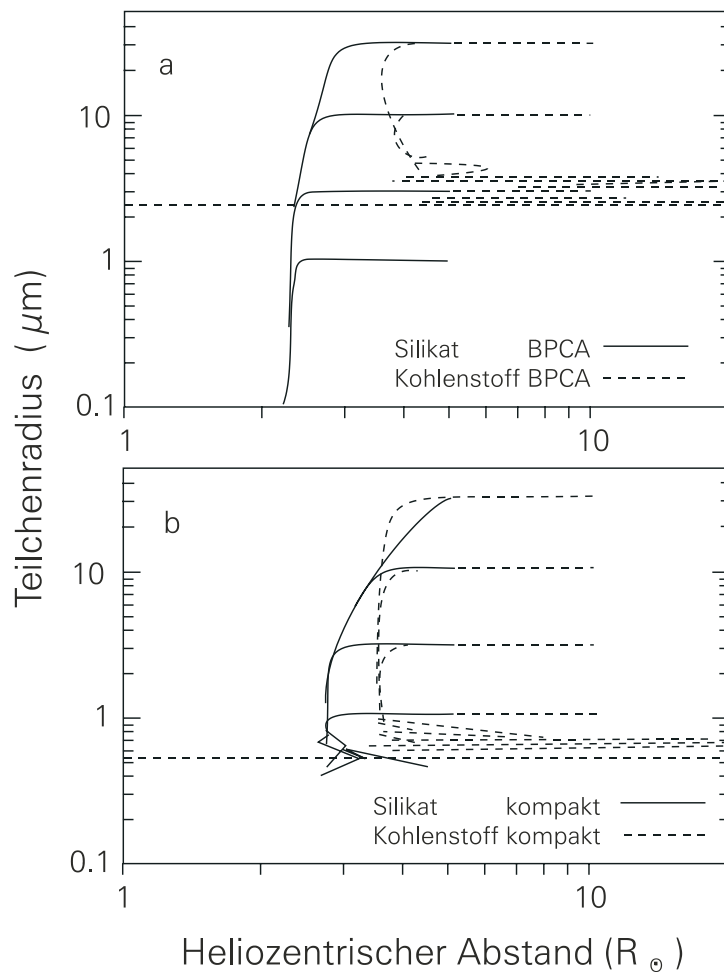 a
10
1
0.1
Silikat BPCA
Kohlenstoff BPCA
1
10
b
10
1
0.1
Silikat kompakt
Kohlenstoff kompakt
1
10
Teilchenradius (μm)
Heliozentrischer Abstand (R☉)